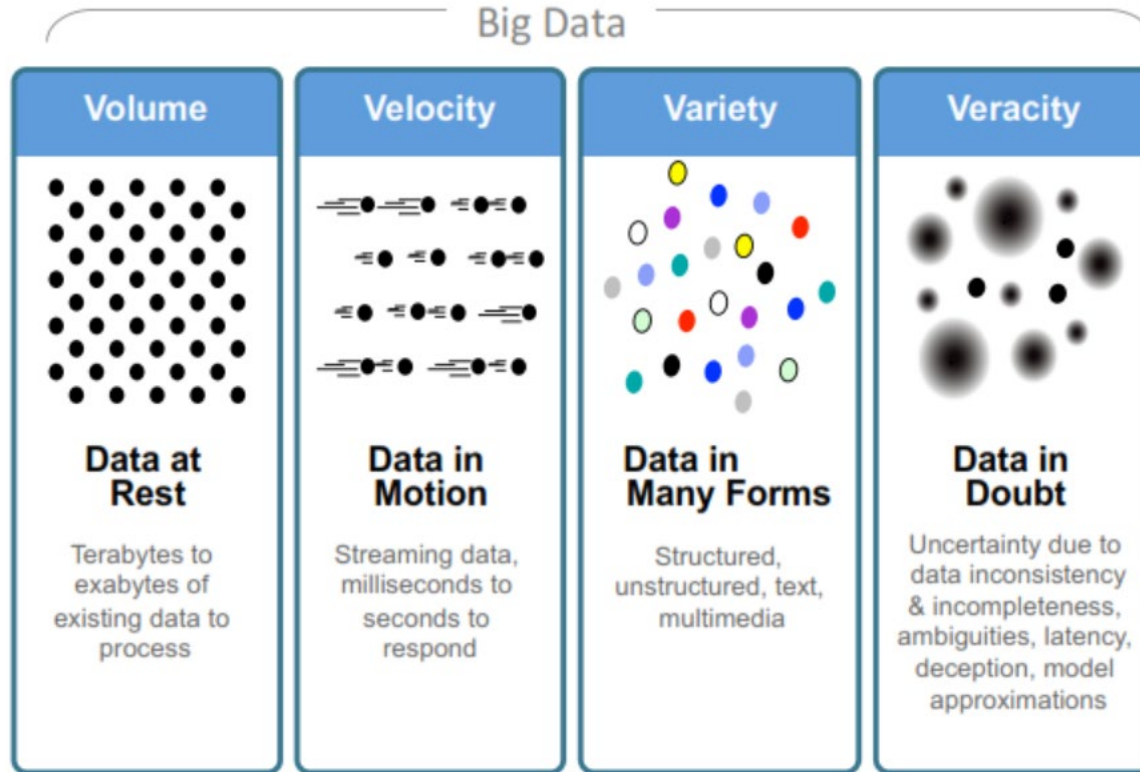 Big Data
Volume
Data at
Rest
Terabytes to
exabytes of
existing data to
process
Velocity
Data in
Motion
Streaming data,
milliseconds to
seconds to
respond
Variety
Data in
Many Forms
Structured,
unstructured, text,
multimedia
Veracity
Data in
Doubt
Uncertainty due to
data inconsistency
& incompleteness,
ambiguities, latency,
deception, model
approximations